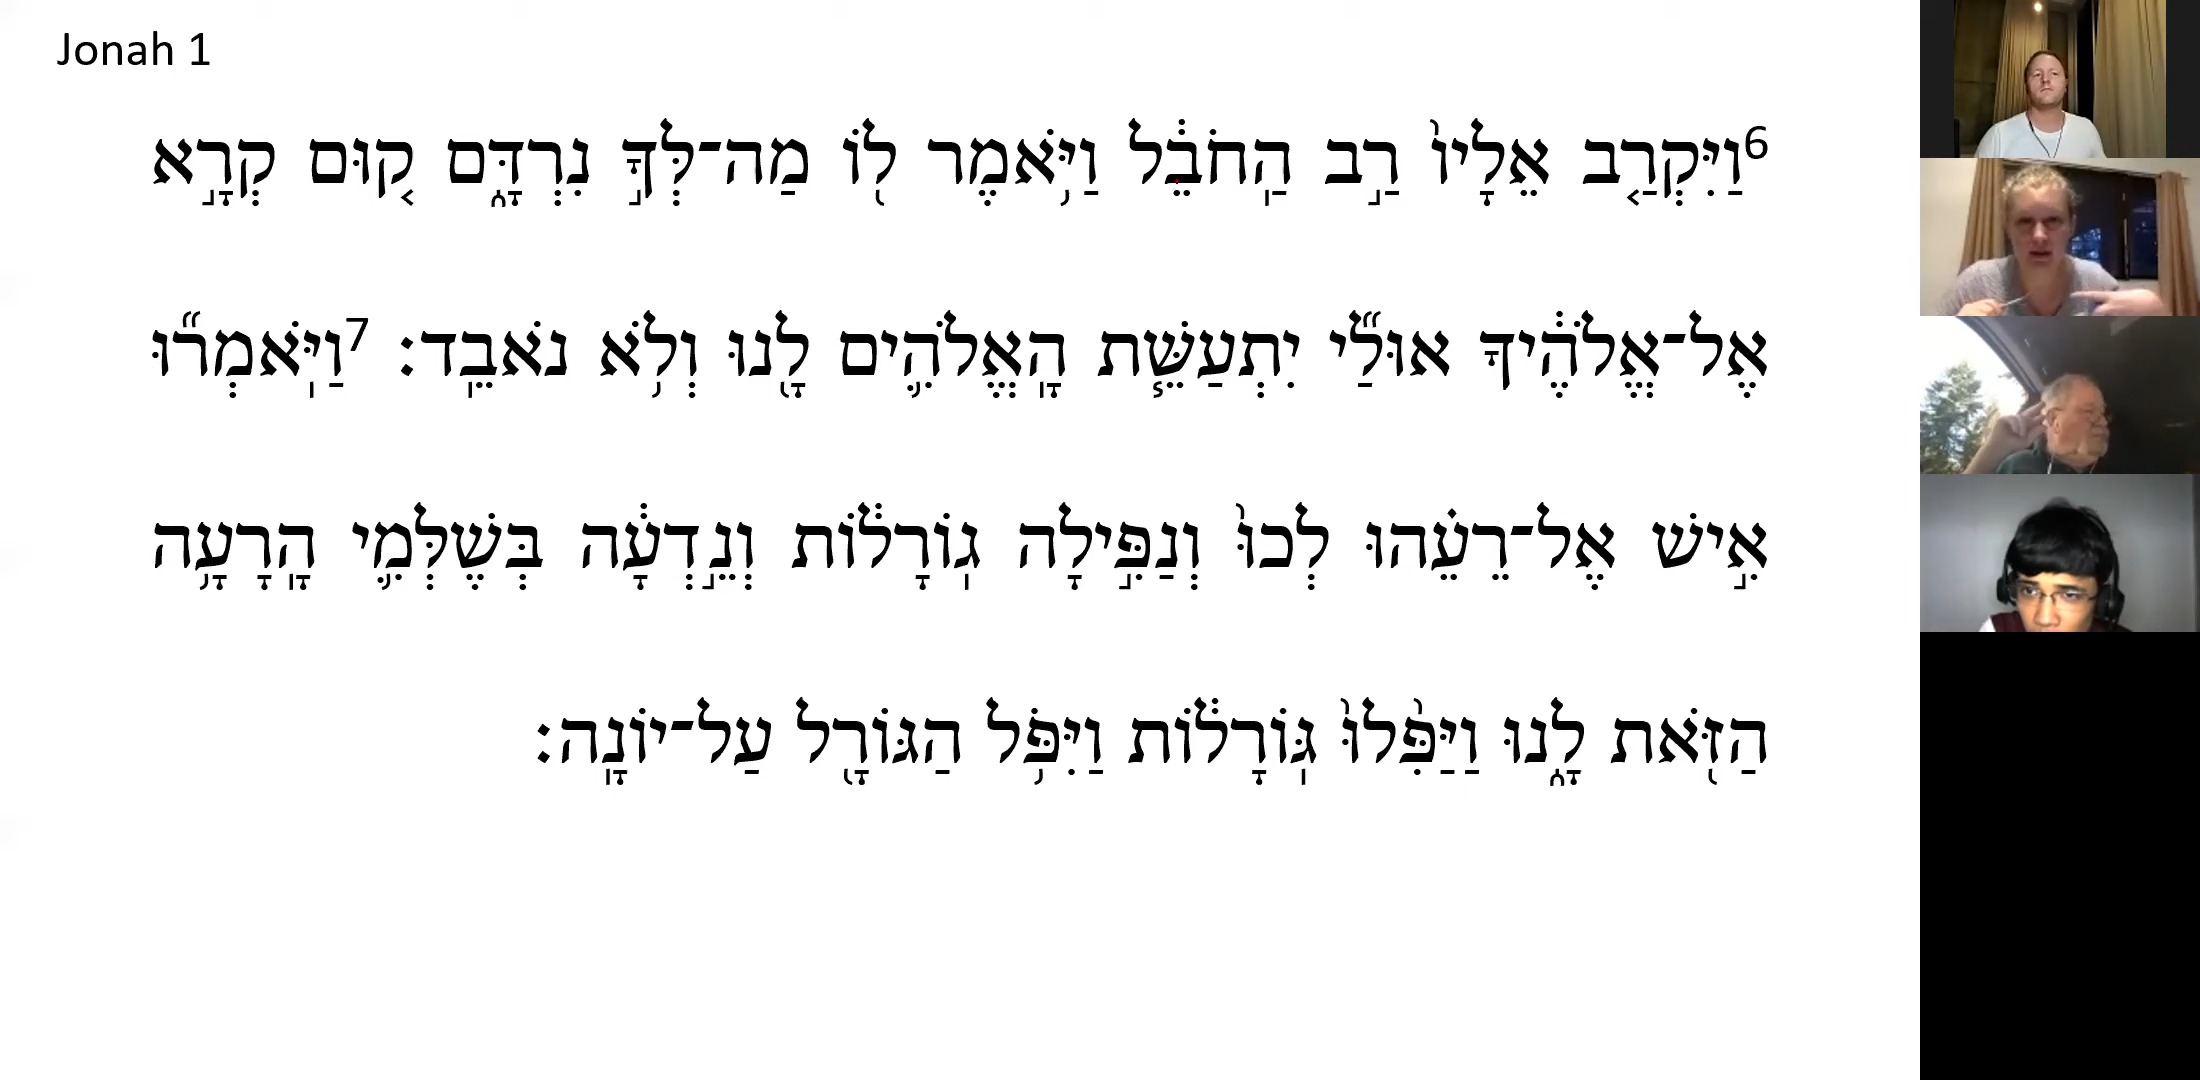 Jonah 1
6וַיִּקְרַ֤ב אֵלָיו֙ רַ֣ב הַֽחֹבֵ֔ל וַיֹּ֥אמֶר ל֖וֹ מַה־לְּךָ֣ נִרְדָּ֑ם ק֚וּם קְרָ֣א
אֶל־אֱלֹהֶ֔יךָ אוּלַ֞י יִתְעַשֵּׁ֧ת הָאֱלֹהִ֛ים לָ֖נוּ וְלֹ֥א נֹאבֵֽד׃ 7וַיֹּאמְר֞וּ
אִ֣ישׁ אֶל־רֵעֵ֗הוּ לְכוּ֙ וְנַפִּ֣ילָה גֽוֹרָל֔וֹת וְנֵ֣דְעָ֔ה בְּשֶׁלְּמִ֛י הָרָעָ֥ה
הַזֹּ֖את לָ֑נוּ וַיַּפִּ֙לוּ֙ גּֽוֹרָל֔וֹת וַיִּפֹּ֥ל הַגּוֹרָ֖ל עַל־יוֹנָֽה׃